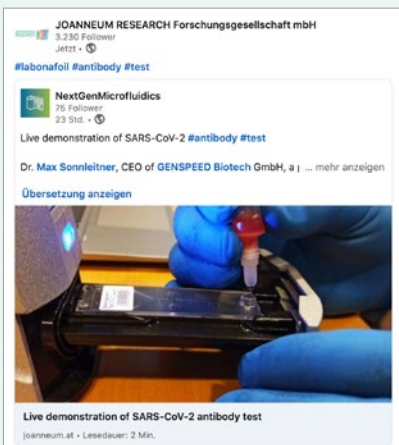 JOANNEUM RESEARCH Forschungsgesellschaft mbH
3.230 Follower
Jetzt •
#labonafoil #antibody #test
NextGenMicrofluidics
75 Follower
23 Std. •
Live demonstration of SARS-CoV-2 #antibody #test
Dr. Max Sonnleitner, CEO of GENSPEED Biotech GmbH, a ... mehr anzeigen
Übersetzung anzeigen
Live demonstration of SARS-CoV-2 antibody test
joanneum.at • Lesedauer: 2 Min.